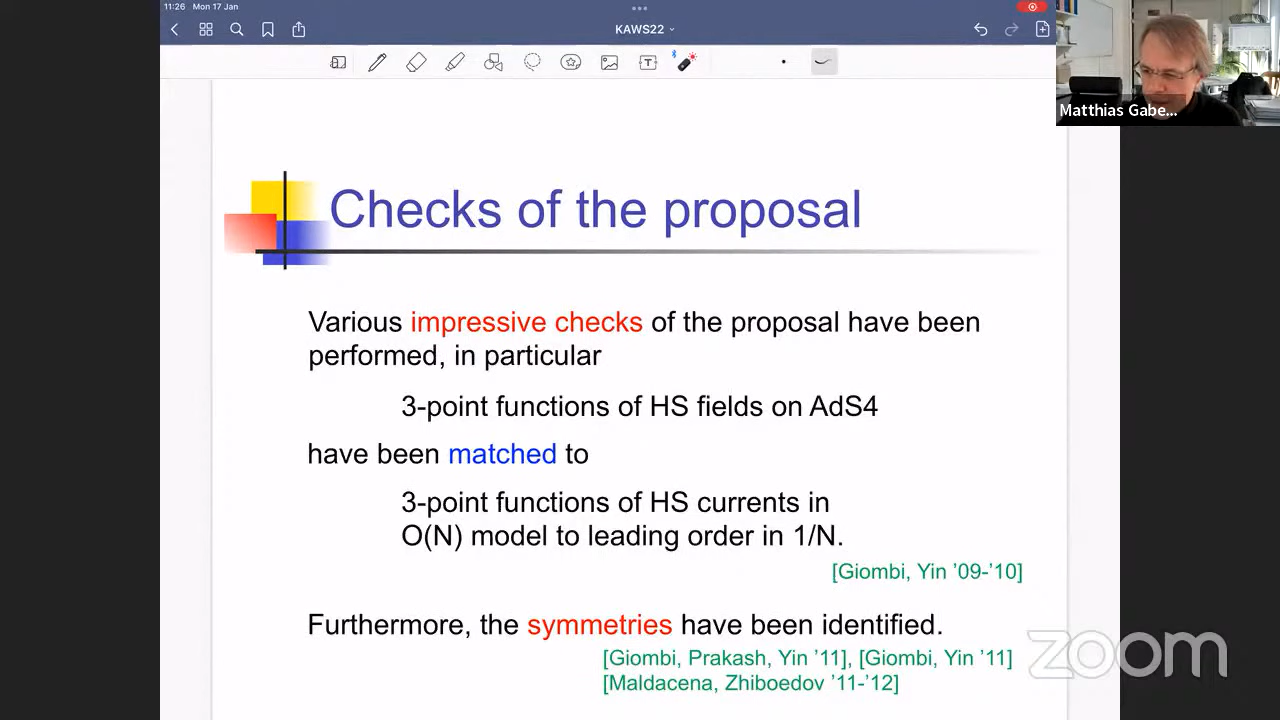 11:26 Mon 17 Jan
KAWS22
Matthias Gabe...
Checks of the proposal
Various impressive checks of the proposal have been
performed, in particular
3-point functions of HS fields on AdS4
have been matched to
3-point functions of HS currents in
O(N) model to leading order in 1/N.
[Giombi, Yin ’09-’10]
Furthermore, the symmetries have been identified.
[Giombi, Prakash, Yin ’11], [Giombi, Yin ’11]
[Maldacena, Zhiboedov ’11-’12]
zoom